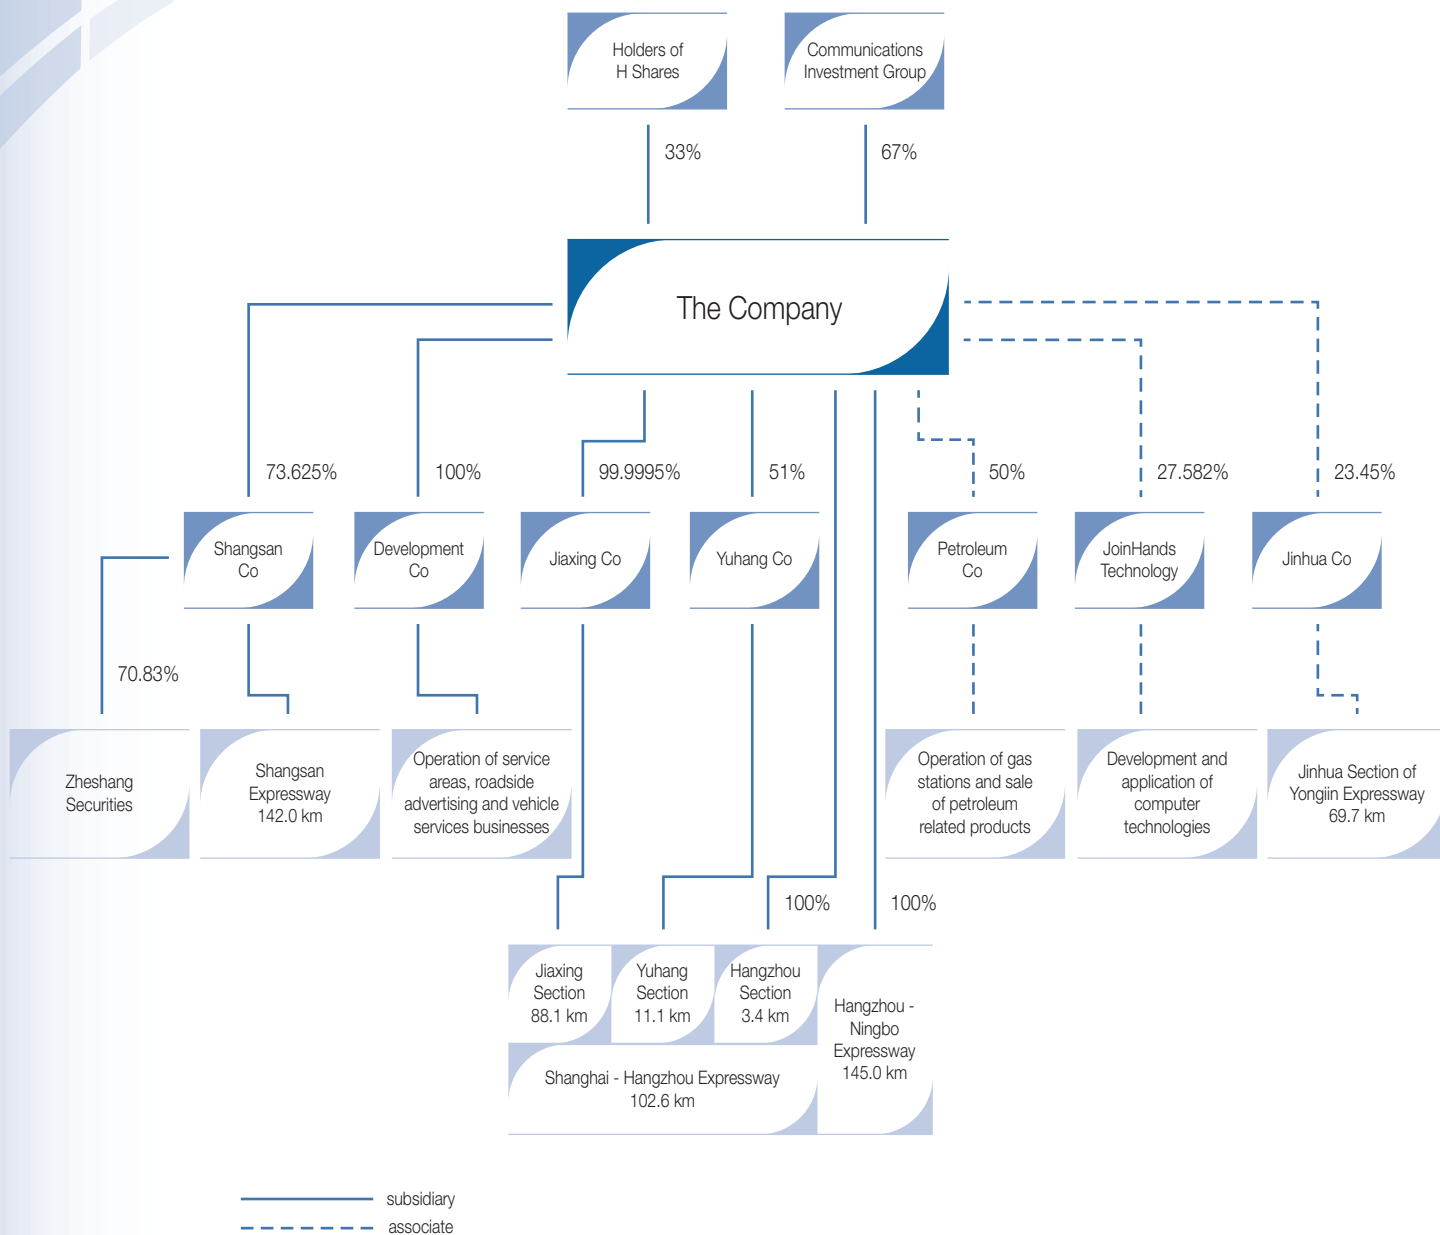 Holders of
H Shares
Communications
Investment Group
33%
67%
The Company
73.625%
100%
99.9995%
51%
50%
27.582%
23.45%
Shangsan
Co
Development
Co
Jiaxing Co
Yuhang Co
Petroleum
Co
JoinHands
Technology
Jinhua Co
70.83%
Zheshang
Securities
Shangsan
Expressway
142.0 km
Operation of service
areas, roadside
advertising and vehicle
services businesses
Operation of gas
stations and sale
of petroleum
related products
Development and
application of
computer
technologies
Jinhua Section of
Yongiin Expressway
69.7 km
100%
100%
Jiaxing
Section
88.1 km
Yuhang
Section
11.1 km
Hangzhou
Section
3.4 km
Hangzhou -
Ningbo
Expressway
145.0 km
Shanghai - Hangzhou Expressway
102.6 km
subsidiary
associate